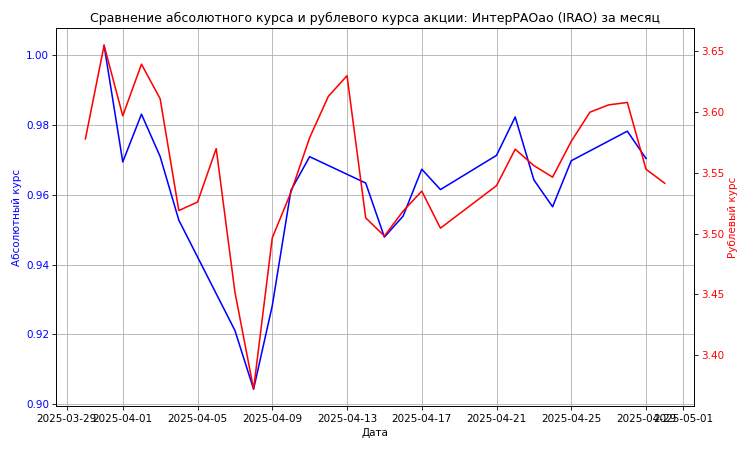 Сравнение абсолютного курса и рублевого курса акции: ИнтерРАОао (IRAO) за месяц
1.00
0.98
0.96
0.94
0.92
0.90
Абсолютный курс
3.65
3.60
3.55
3.50
3.45
3.40
Рублевый курс
2025-03-29 2025-04-01 2025-04-05 2025-04-09 2025-04-13 2025-04-17 2025-04-21 2025-04-25 2025-04-29 2025-05-01
Дата